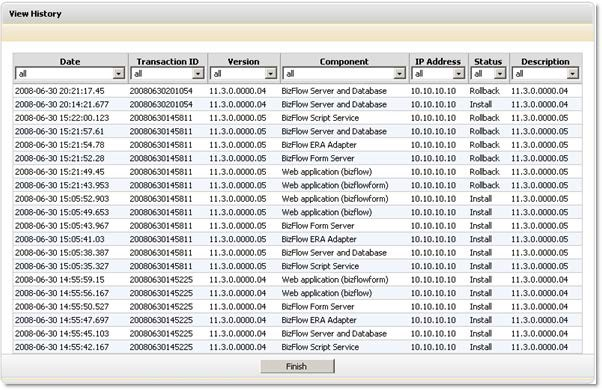 View History
Date Transaction ID Version Component IP Address Status Description
all all all all all all all
2008-06-30 20:21:17.45 20080630201054 11.3.0.0000.04 BizFlow Server and Database 10.10.10.10 Rollback 11.3.0.0000.04
2008-06-30 20:14:21.677 20080630201054 11.3.0.0000.04 BizFlow Server and Database 10.10.10.10 Install 11.3.0.0000.04
2008-06-30 15:22:00.123 20080630145811 11.3.0.0000.05 BizFlow Script Service 10.10.10.10 Rollback 11.3.0.0000.05
2008-06-30 15:21:57.61 20080630145811 11.3.0.0000.05 BizFlow Server and Database 10.10.10.10 Rollback 11.3.0.0000.05
2008-06-30 15:21:54.78 20080630145811 11.3.0.0000.05 BizFlow ERA Adapter 10.10.10.10 Rollback 11.3.0.0000.05
2008-06-30 15:21:52.28 20080630145811 11.3.0.0000.05 BizFlow Form Server 10.10.10.10 Rollback 11.3.0.0000.05
2008-06-30 15:21:49.45 20080630145811 11.3.0.0000.05 Web application (bizflow) 10.10.10.10 Rollback 11.3.0.0000.05
2008-06-30 15:21:43.953 20080630145811 11.3.0.0000.05 Web application (bizflowform) 10.10.10.10 Rollback 11.3.0.0000.05
2008-06-30 15:05:52.903 20080630145811 11.3.0.0000.05 Web application (bizflowform) 10.10.10.10 Install 11.3.0.0000.05
2008-06-30 15:05:49.653 20080630145811 11.3.0.0000.05 Web application (bizflow) 10.10.10.10 Install 11.3.0.0000.05
2008-06-30 15:05:43.967 20080630145811 11.3.0.0000.05 BizFlow Form Server 10.10.10.10 Install 11.3.0.0000.05
2008-06-30 15:05:41.03 20080630145811 11.3.0.0000.05 BizFlow ERA Adapter 10.10.10.10 Install 11.3.0.0000.05
2008-06-30 15:05:38.387 20080630145811 11.3.0.0000.05 BizFlow Server and Database 10.10.10.10 Install 11.3.0.0000.05
2008-06-30 15:05:35.327 20080630145811 11.3.0.0000.05 BizFlow Script Service 10.10.10.10 Install 11.3.0.0000.05
2008-06-30 14:55:59.15 20080630145225 11.3.0.0000.04 Web application (bizflowform) 10.10.10.10 Install 11.3.0.0000.04
2008-06-30 14:55:56.167 20080630145225 11.3.0.0000.04 Web application (bizflow) 10.10.10.10 Install 11.3.0.0000.04
2008-06-30 14:55:50.527 20080630145225 11.3.0.0000.04 BizFlow Form Server 10.10.10.10 Install 11.3.0.0000.04
2008-06-30 14:55:47.697 20080630145225 11.3.0.0000.04 BizFlow ERA Adapter 10.10.10.10 Install 11.3.0.0000.04
2008-06-30 14:55:45.103 20080630145225 11.3.0.0000.04 BizFlow Server and Database 10.10.10.10 Install 11.3.0.0000.04
2008-06-30 14:55:42.167 20080630145225 11.3.0.0000.04 BizFlow Script Service 10.10.10.10 Install 11.3.0.0000.04
Finish